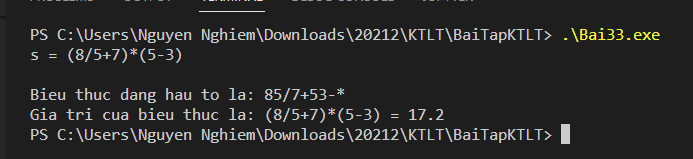 PS C:\Users\Nguyen Nghiem\Downloads\20212\KTLT\BaiTapKTLT> .\Bai33.exe
s = (8/5+7)*(5-3)
Bieu thuc dang hau to la: 85/7+53-*
Gia tri cua bieu thuc la: (8/5+7)*(5-3) = 17.2
PS C:\Users\Nguyen Nghiem\Downloads\20212\KTLT\BaiTapKTLT>